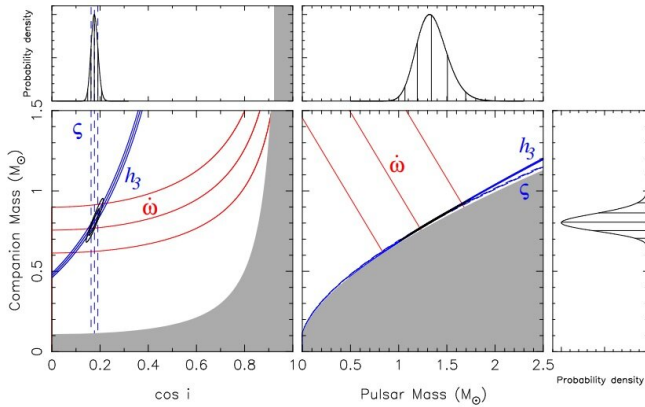 Probability density
1.5
1
0.5
0
Companion Mass (M☉)
ς
h3
ω̇
0 0.2 0.4 0.6 0.8 1
cos i
h3
ω̇
ς
0 0.5 1 1.5 2 2.5
Pulsar Mass (M☉)
Probability density